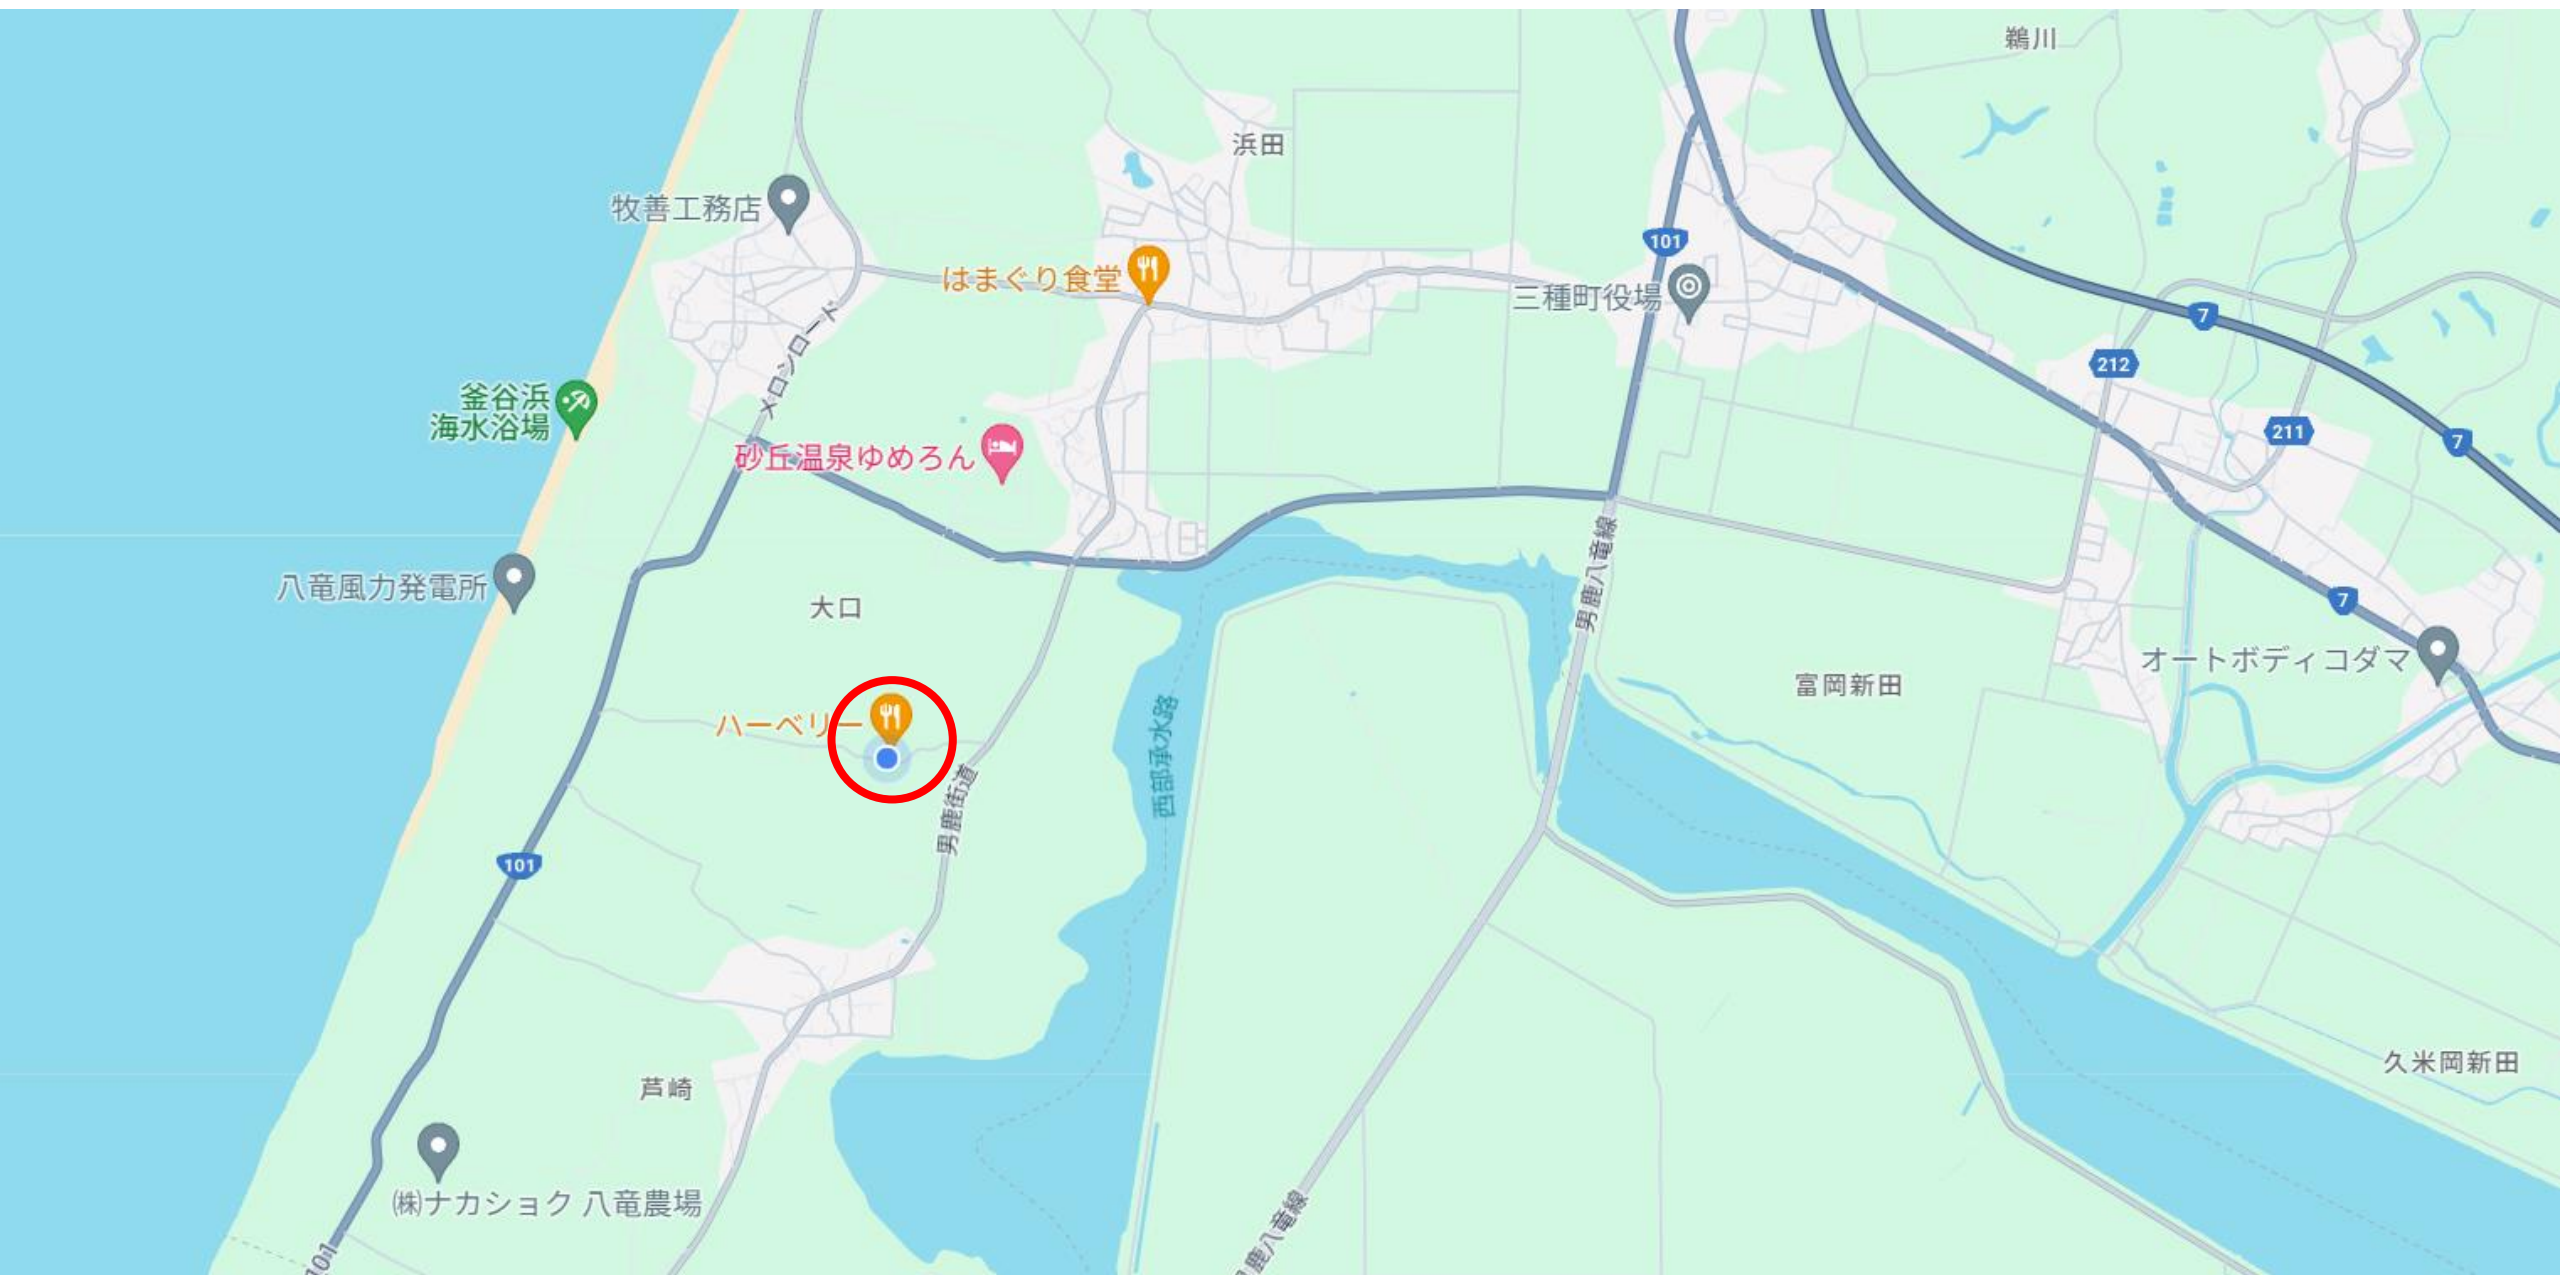 鵜川
浜田
牧善工務店
101
はまぐり食堂
三種町役場
7
メロンロード
212
釜谷浜
海水浴場
211
7
砂丘温泉ゆめろん
男鹿八竜線
八竜風力発電所
大口
7
オートボディコダマ
富岡新田
ハーベリー
西部承水路
男鹿街道
101
久米岡新田
芦崎
㈱ナカショク 八竜農場
男鹿八竜線
101